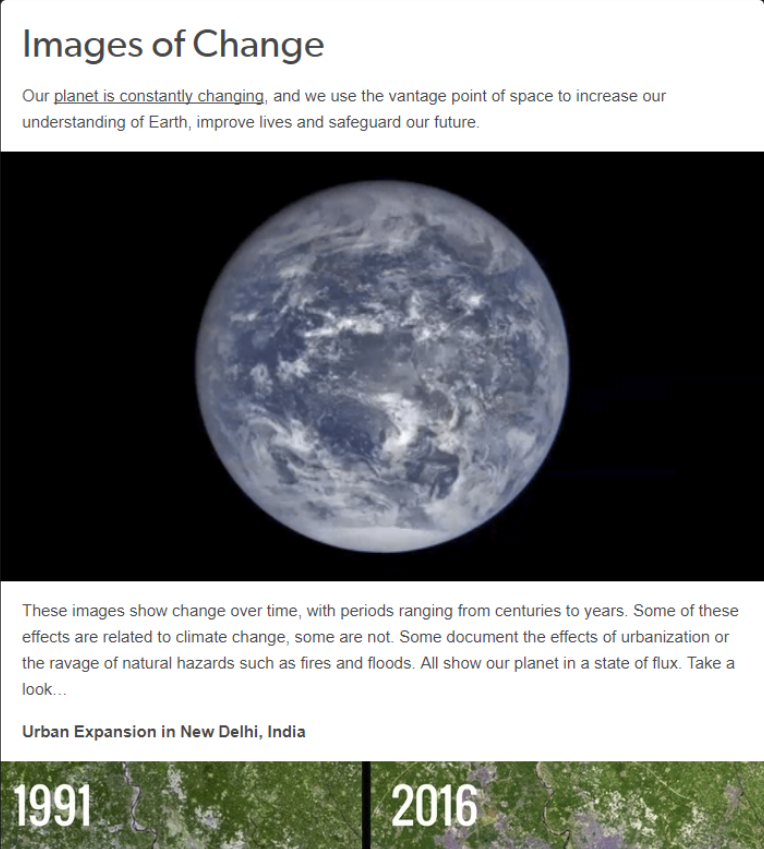 Images of Change
Our planet is constantly changing, and we use the vantage point of space to increase our
understanding of Earth, improve lives and safeguard our future.
These images show change over time, with periods ranging from centuries to years. Some of these
effects are related to climate change, some are not. Some document the effects of urbanization or
the ravage of natural hazards such as fires and floods. All show our planet in a state of flux. Take a
look…
Urban Expansion in New Delhi, India
1991 2016